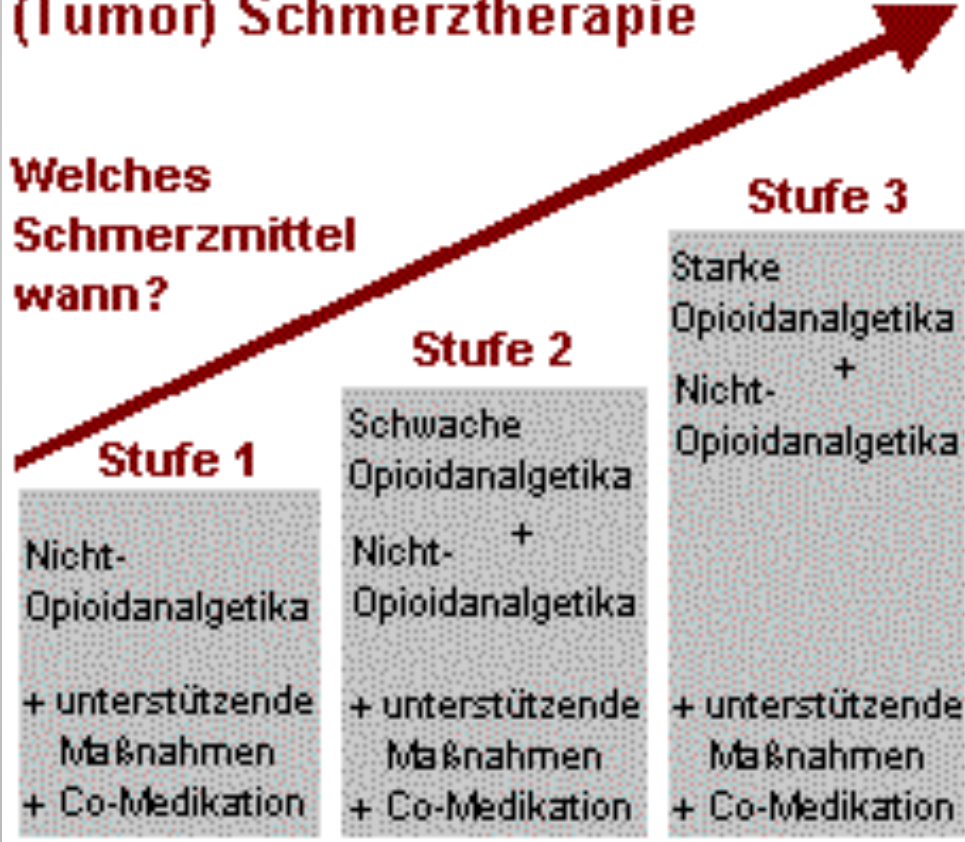 (Tumor) Schmerztherapie
Welches
Schmerzmittel
wann?
Stufe 1
Nicht-
Opioidanalgetika
+ unterstützende
Maßnahmen
+ Co-Medikation
Stufe 2
Schwache
Opioidanalgetika
+
Nicht-
Opioidanalgetika
+ unterstützende
Maßnahmen
+ Co-Medikation
Stufe 3
Starke
Opioidanalgetika
+
Nicht-
Opioidanalgetika
+ unterstützende
Maßnahmen
+ Co-Medikation